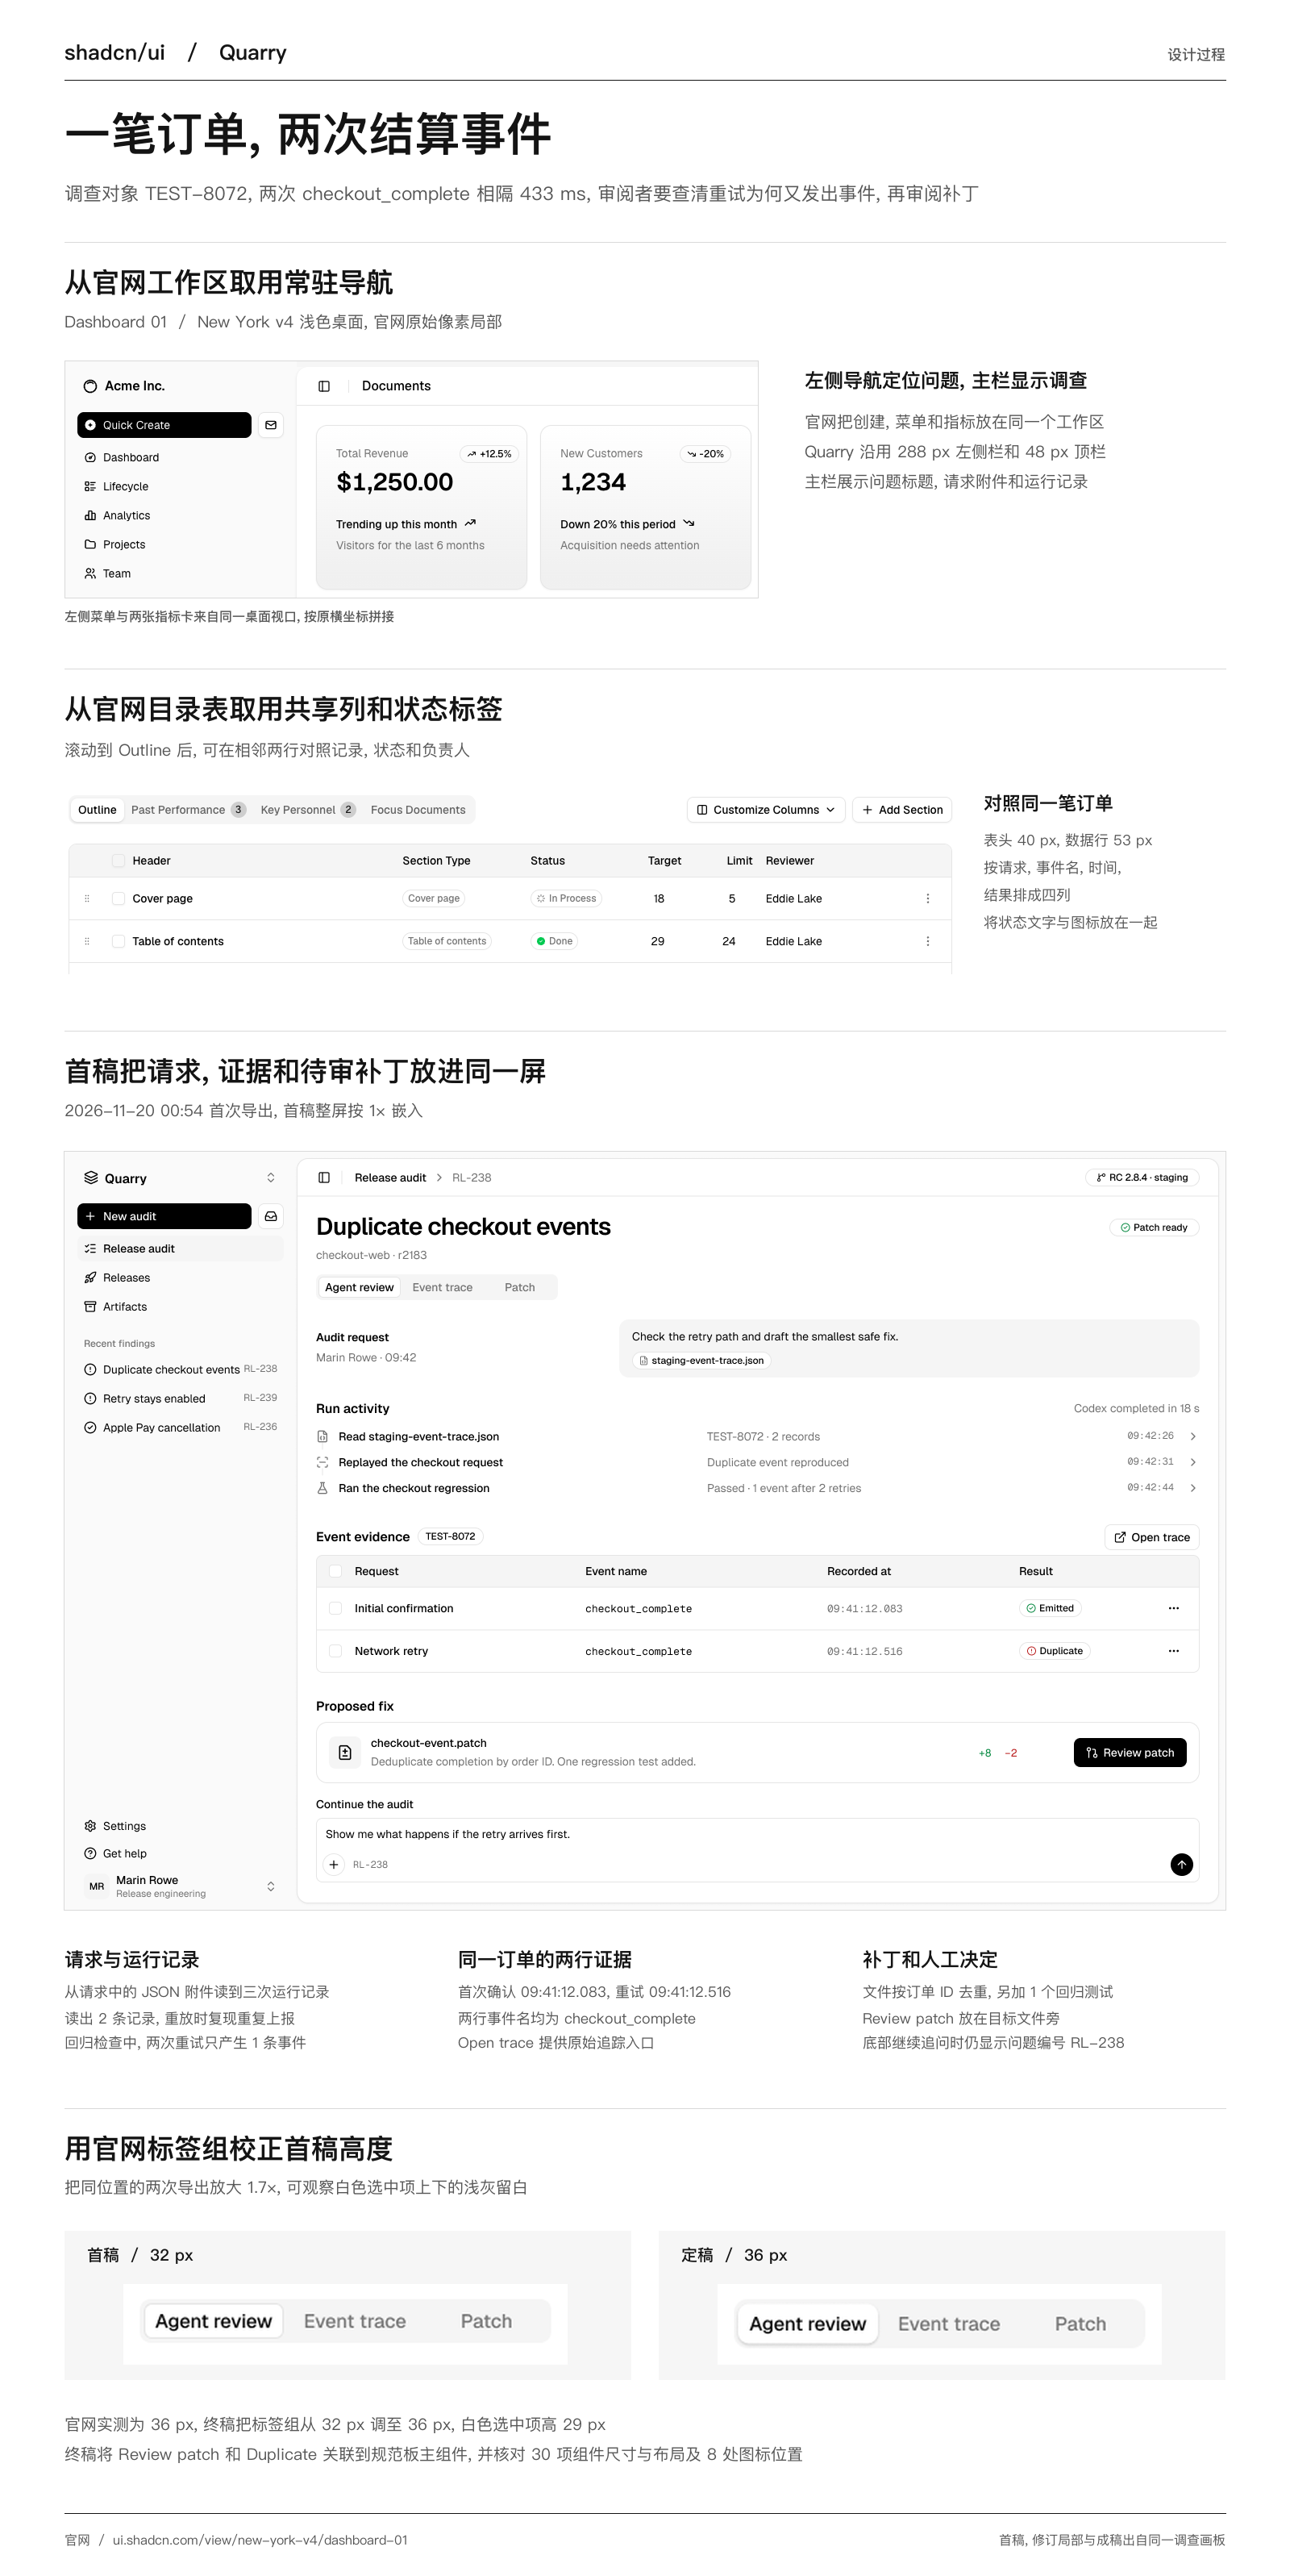 shadcn/ui / Quarry
设计过程
一笔订单, 两次结算事件
调查对象 TEST-8072, 两次 checkout_complete 相隔 433 ms, 审阅者要查清重试为何又发出事件, 再审阅补丁
从官网工作区取用常驻导航
Dashboard 01 / New York v4 浅色桌面, 官网原始像素局部
Acme Inc.
Quick Create
Dashboard
Lifecycle
Analytics
Projects
Team
Documents
Total Revenue
+12.5%
$1,250.00
Trending up this month
Visitors for the last 6 months
New Customers
-20%
1,234
Down 20% this period
Acquisition needs attention
左侧菜单与两张指标卡来自同一桌面视口, 按原横坐标拼接
左侧导航定位问题, 主栏显示调查
官网把创建, 菜单和指标放在同一个工作区
Quarry 沿用 288 px 左侧栏和 48 px 顶栏
主栏展示问题标题, 请求附件和运行记录
从官网目录表取用共享列和状态标签
滚动到 Outline 后, 可在相邻两行对照记录, 状态和负责人
Outline Past Performance 3 Key Personnel 2 Focus Documents
Customize Columns
Add Section
Header Section Type Status Target Limit Reviewer
Cover page Cover page In Process 18 5 Eddie Lake
Table of contents Table of contents Done 29 24 Eddie Lake
对照同一笔订单
表头 40 px, 数据行 53 px
按请求, 事件名, 时间,
结果排成四列
将状态文字与图标放在一起
首稿把请求, 证据和待审补丁放进同一屏
2026-11-20 00:54 首次导出, 首稿整屏按 1× 嵌入
Quarry
New audit
Release audit
Releases
Artifacts
Recent findings
Duplicate checkout events RL-238
Retry stays enabled RL-239
Apple Pay cancellation RL-236
Settings
Get help
MR
Marin Rowe
Release engineering
Release audit > RL-238
RC 2.8.4 · staging
Duplicate checkout events
Patch ready
checkout-web · r2183
Agent review Event trace Patch
Audit request
Marin Rowe · 09:42
Check the retry path and draft the smallest safe fix.
staging-event-trace.json
Run activity
Codex completed in 18 s
Read staging-event-trace.json TEST-8072 · 2 records 09:42:26
Replayed the checkout request Duplicate event reproduced 09:42:31
Ran the checkout regression Passed · 1 event after 2 retries 09:42:44
Event evidence TEST-8072
Open trace
Request Event name Recorded at Result
Initial confirmation checkout_complete 09:41:12.083 Emitted
Network retry checkout_complete 09:41:12.516 Duplicate
Proposed fix
checkout-event.patch
Deduplicate completion by order ID. One regression test added.
+8 −2
Review patch
Continue the audit
Show me what happens if the retry arrives first.
RL-238
请求与运行记录
从请求中的 JSON 附件读到三次运行记录
读出 2 条记录, 重放时复现重复上报
回归检查中, 两次重试只产生 1 条事件
同一订单的两行证据
首次确认 09:41:12.083, 重试 09:41:12.516
两行事件名均为 checkout_complete
Open trace 提供原始追踪入口
补丁和人工决定
文件按订单 ID 去重, 另加 1 个回归测试
Review patch 放在目标文件旁
底部继续追问时仍显示问题编号 RL-238
用官网标签组校正首稿高度
把同位置的两次导出放大 1.7×, 可观察白色选中项上下的浅灰留白
首稿 / 32 px
Agent review Event trace Patch
定稿 / 36 px
Agent review Event trace Patch
官网实测为 36 px, 终稿把标签组从 32 px 调至 36 px, 白色选中项高 29 px
终稿将 Review patch 和 Duplicate 关联到规范板主组件, 并核对 30 项组件尺寸与布局及 8 处图标位置
官网 / ui.shadcn.com/view/new-york-v4/dashboard-01
首稿, 修订局部与成稿出自同一调查画板